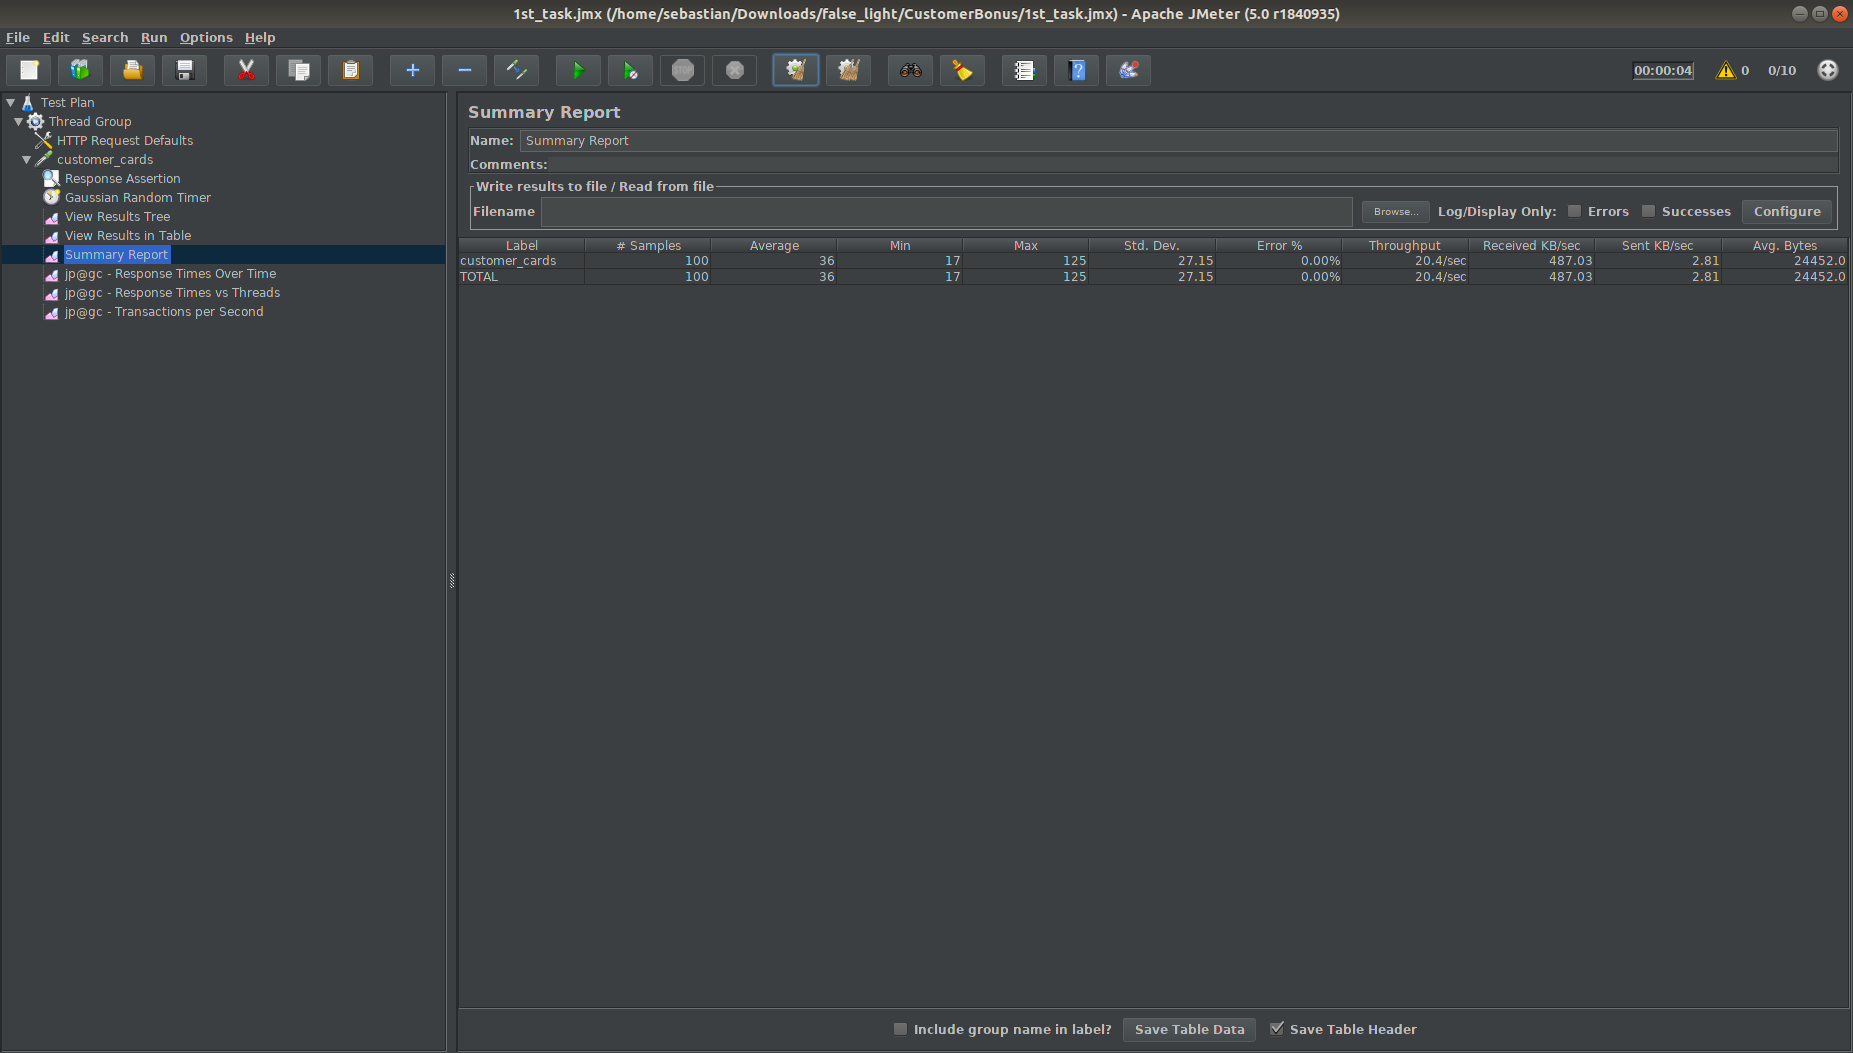 1st_task.jmx (/home/sebastian/Downloads/false_light/CustomerBonus/1st_task.jmx) - Apache JMeter (5.0 r1840935)
File Edit Search Run Options Help
STOP 00:00:04 0 0/10
Test Plan
Thread Group
HTTP Request Defaults
customer_cards
Response Assertion
Gaussian Random Timer
View Results Tree
View Results in Table
Summary Report
jp@gc - Response Times Over Time
jp@gc - Response Times vs Threads
jp@gc - Transactions per Second
Summary Report
Name: Summary Report
Comments:
Write results to file / Read from file
Filename Browse... Log/Display Only: Errors Successes Configure
Label # Samples Average Min Max Std. Dev. Error % Throughput Received KB/sec Sent KB/sec Avg. Bytes
customer_cards 100 36 17 125 27.15 0.00% 20.4/sec 487.03 2.81 24452.0
TOTAL 100 36 17 125 27.15 0.00% 20.4/sec 487.03 2.81 24452.0
Include group name in label? Save Table Data Save Table Header